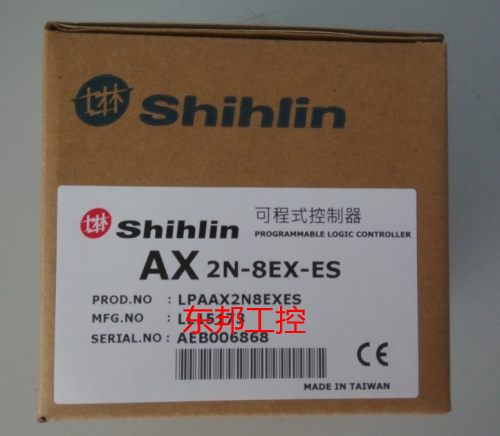 士林 Shihlin
士林 Shihlin 可程式控制器
PROGRAMMABLE LOGIC CONTROLLER
AX 2N-8EX-ES
PROD.NO : LPAAX2N8EXES
MFG.NO :
东邦工控
SERIAL.NO : AEB006868
CE
MADE IN TAIWAN